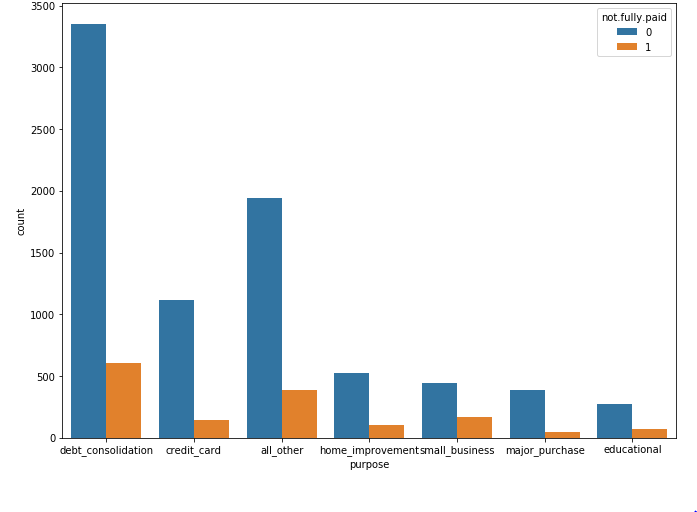 3500
3000
2500
2000
1500
1000
500
0
count
not.fully.paid
0
1
debt_consolidation credit_card all_other home_improvement small_business major_purchase educational
purpose